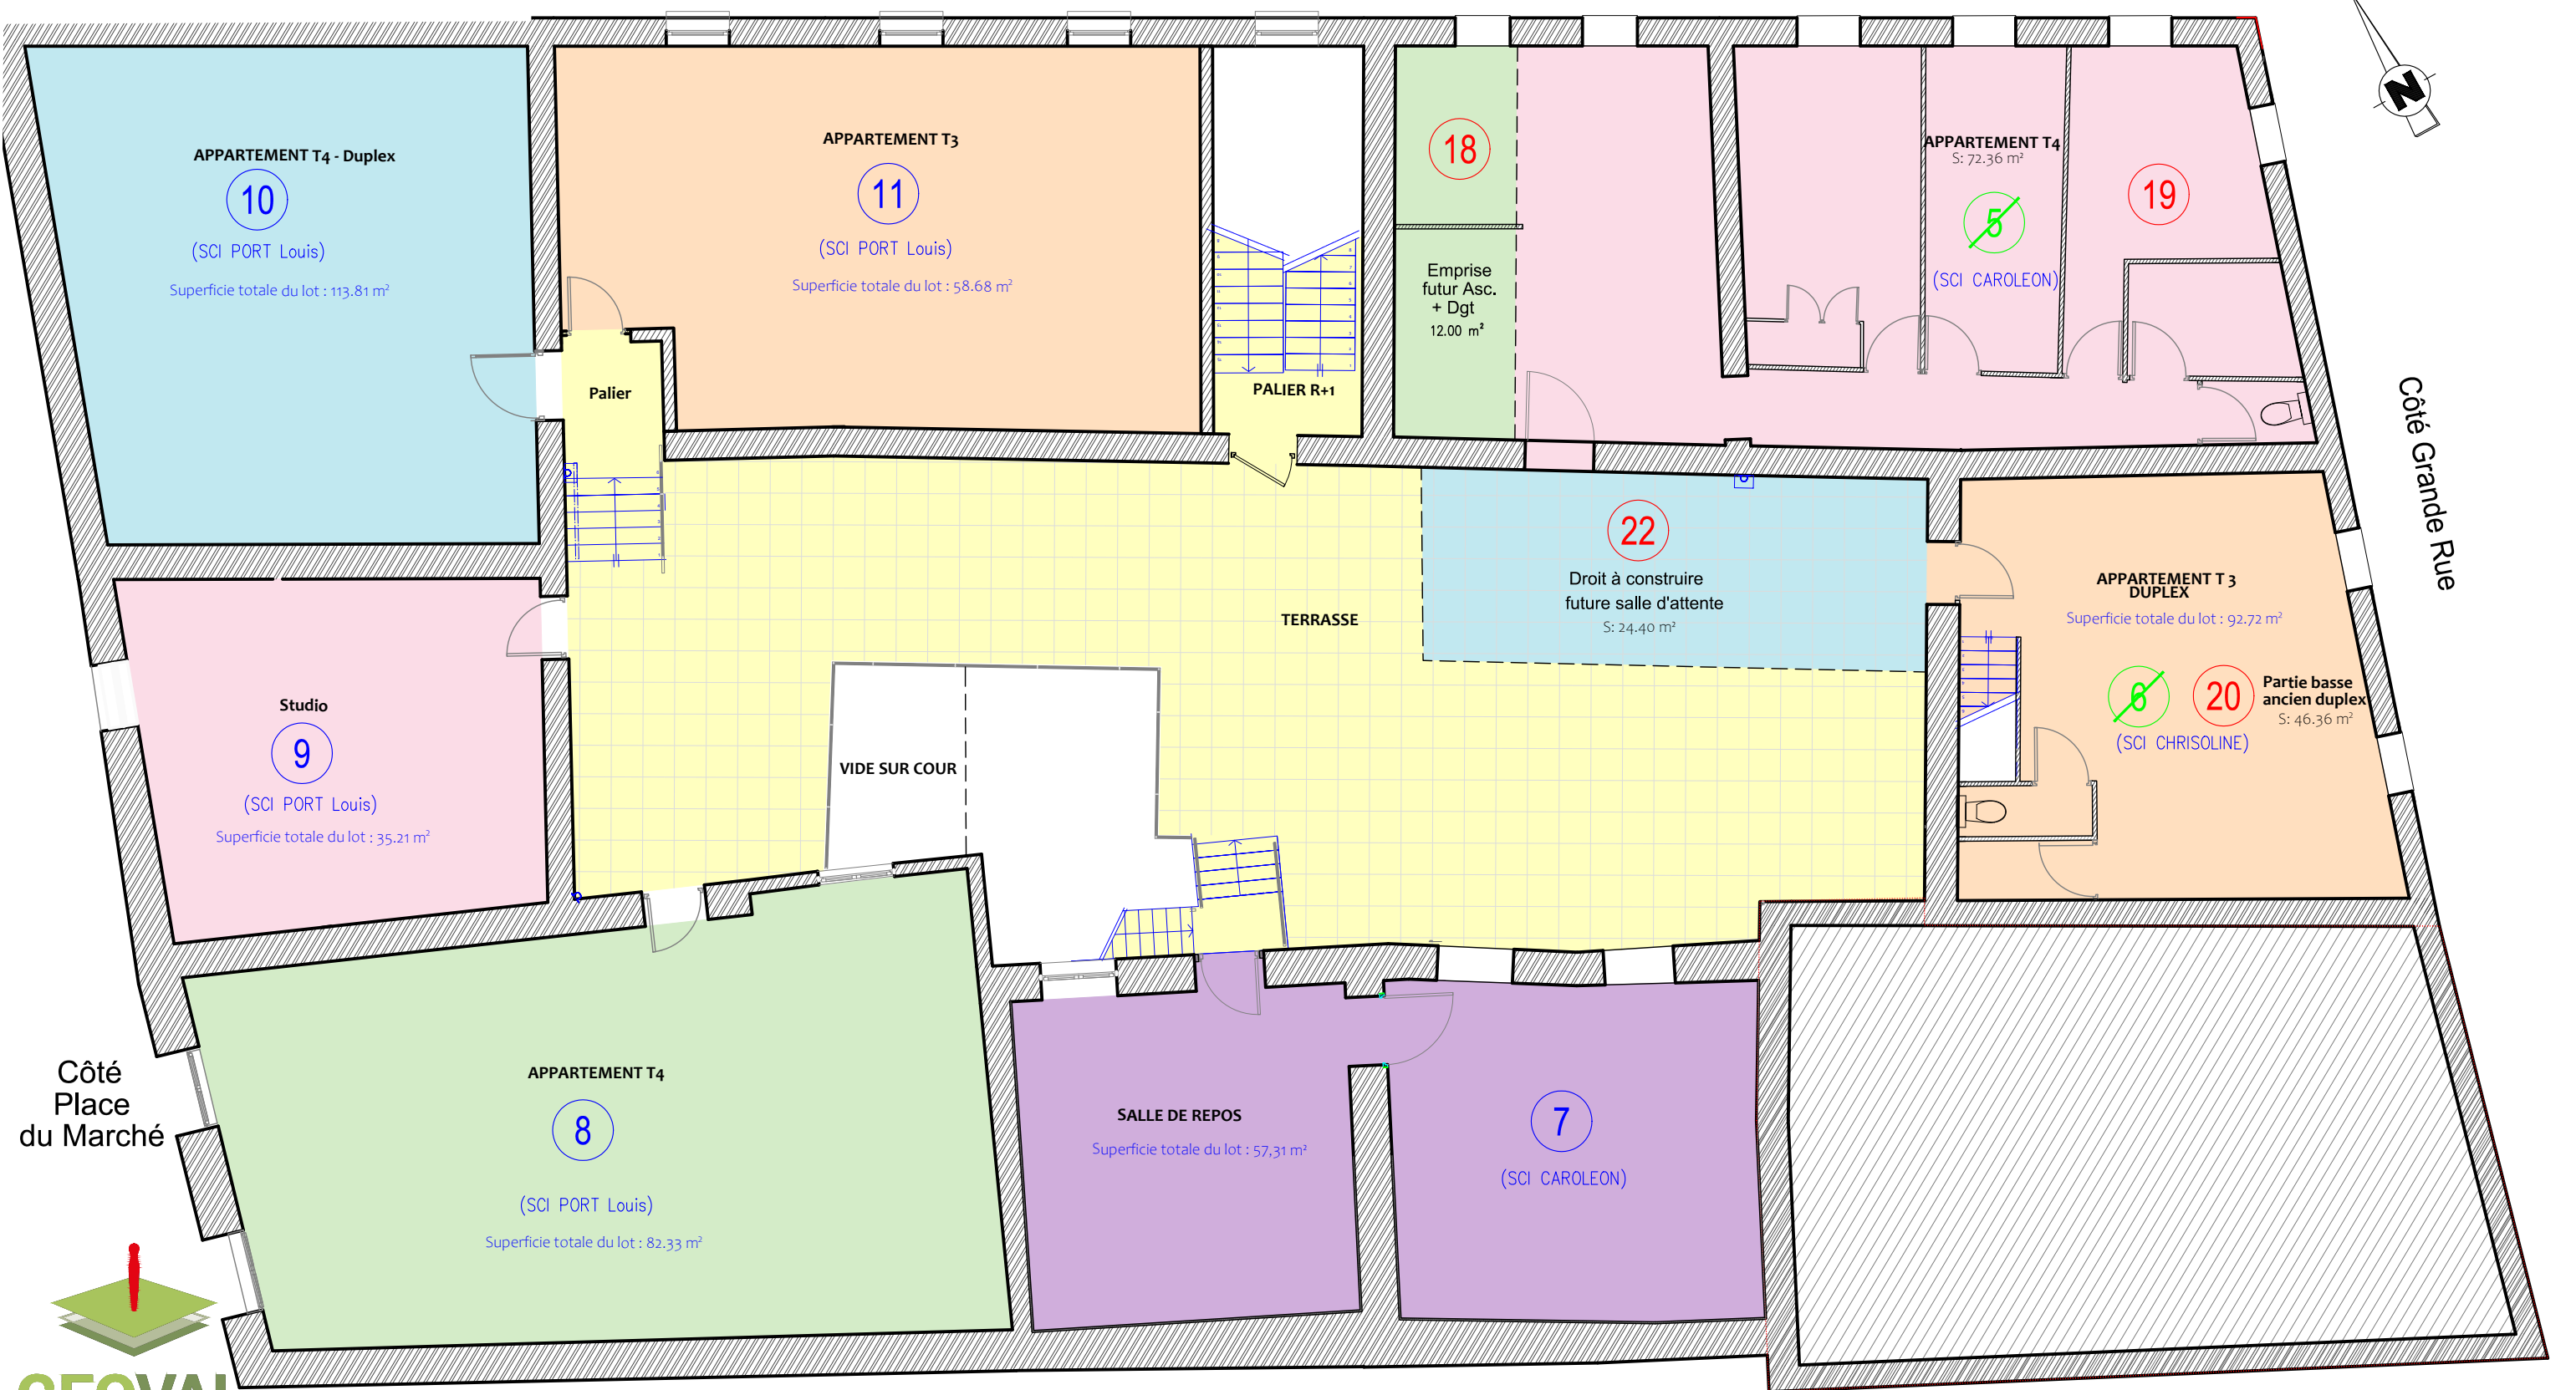 APPARTEMENT T4 - Duplex
10
(SCI PORT Louis)
Superficie totale du lot : 113.81 m²
APPARTEMENT T3
11
(SCI PORT Louis)
Superficie totale du lot : 58.68 m²
Palier
PALIER R+1
18
Emprise
futur Asc.
+ Dgt
12.00 m²
APPARTEMENT T4
S: 72.36 m²
5
(SCI CAROLEON)
19
N
Côté Grande Rue
22
Droit à construire
future salle d'attente
S: 24.40 m²
TERRASSE
APPARTEMENT T 3
DUPLEX
Superficie totale du lot : 92.72 m²
6
20
Partie basse
ancien duplex
S: 46.36 m²
(SCI CHRISOLINE)
Studio
9
(SCI PORT Louis)
Superficie totale du lot : 35.21 m²
VIDE SUR COUR
Côté
Place
du Marché
APPARTEMENT T4
8
(SCI PORT Louis)
Superficie totale du lot : 82.33 m²
SALLE DE REPOS
Superficie totale du lot : 57,31 m²
7
(SCI CAROLEON)